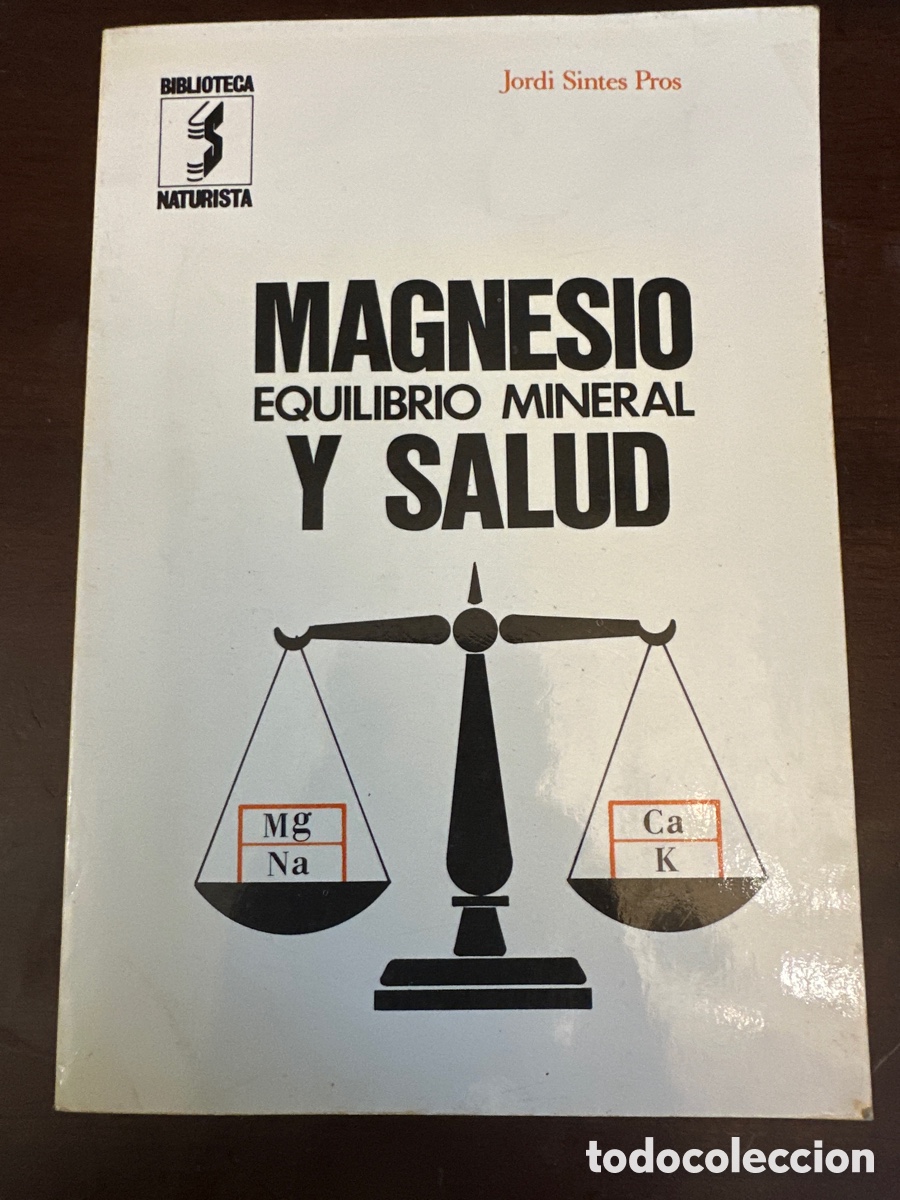 BIBLIOTECA
S
NATURISTA
Jordi Sintes Pros
MAGNESIO
EQUILIBRIO MINERAL
Y SALUD
Mg
Na
Ca
K
todocoleccion